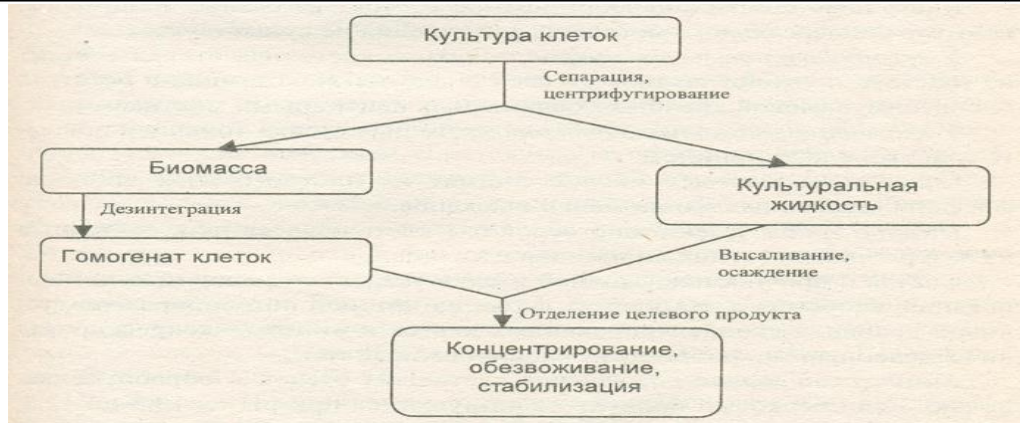 Культура клеток
Сепарация,
центрифугирование
Биомасса
Культуральная
жидкость
Дезинтеграция
Гомогенат клеток
Высаливание,
осаждение
Отделение целевого продукта
Концентрирование,
обезвоживание,
стабилизация